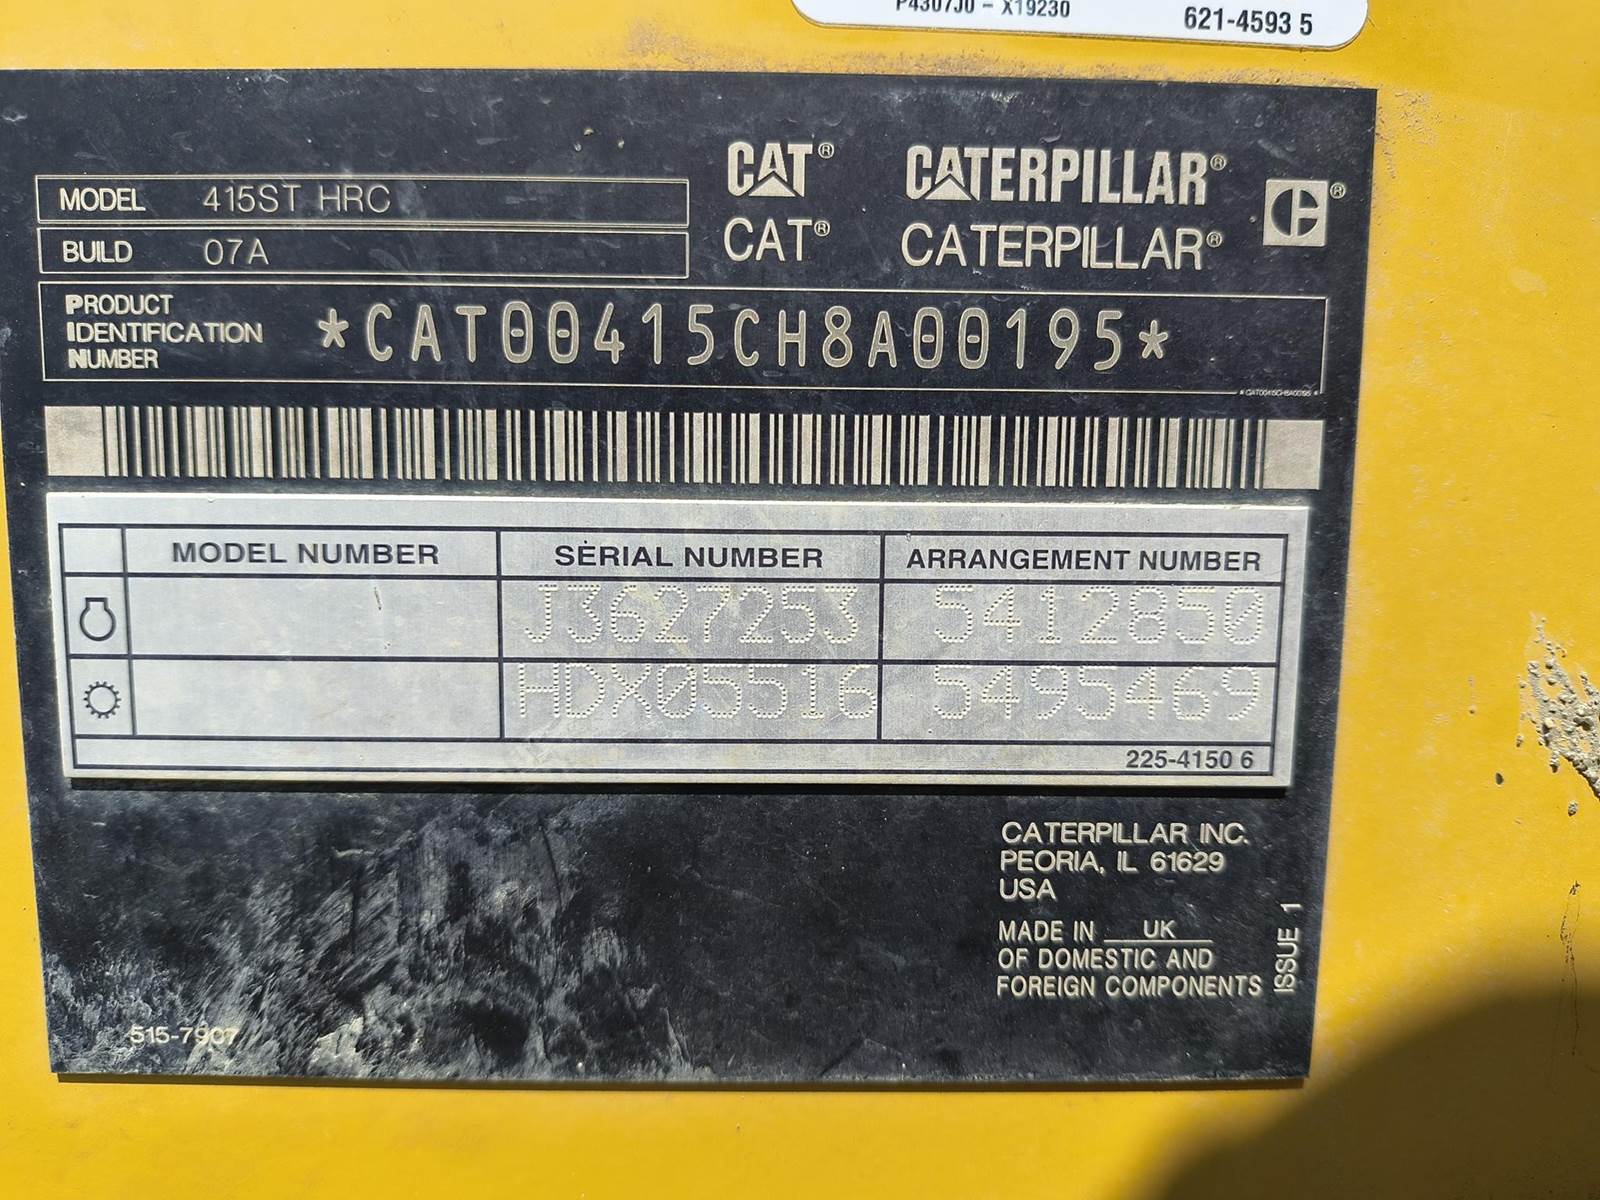 P4307J0 - X19230
621-4593 5
CAT® CATERPILLAR®
CAT® CATERPILLAR®
MODEL 415ST HRC
BUILD 07A
PRODUCT
IDENTIFICATION
NUMBER
*CAT00415CH8A00195*
*CAT00415CH8A00195*
MODEL NUMBER SERIAL NUMBER ARRANGEMENT NUMBER
J3627253 5412850
HDX05516 5495469
225-4150 6
CATERPILLAR INC.
PEORIA, IL 61629
USA
MADE IN UK
OF DOMESTIC AND
FOREIGN COMPONENTS
ISSUE 1
515-7907